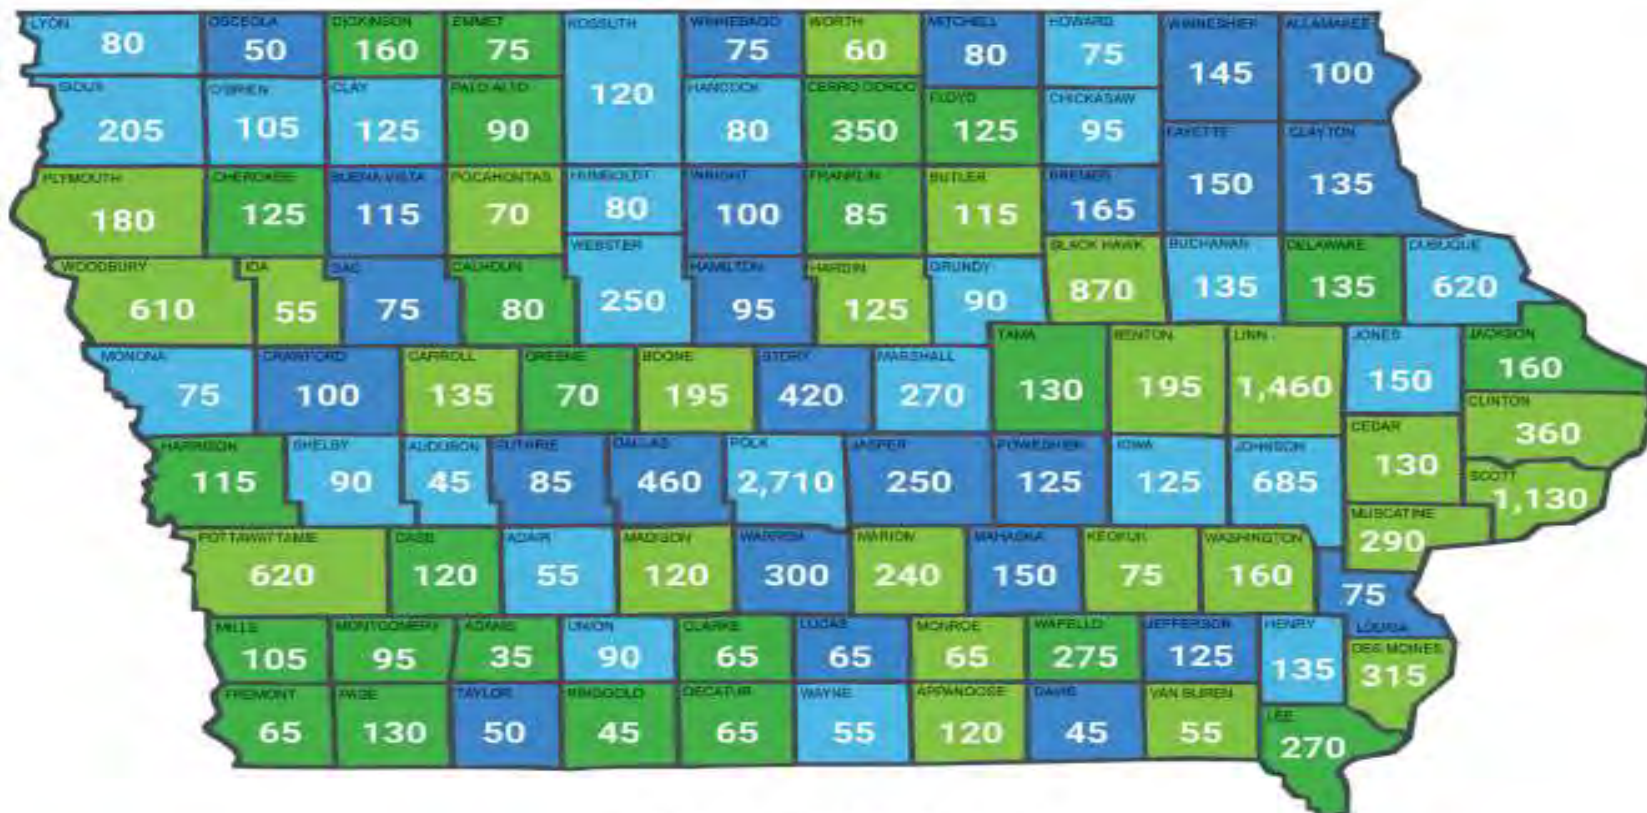 LYON
80
OSCEOLA
50
DICKINSON
160
EMMET
75
KOSSUTH
120
WINNEBAGO
75
WORTH
60
MITCHELL
80
HOWARD
75
WINNESHIEK
145
ALLAMAKEE
100
SIOUX
205
O'BRIEN
105
CLAY
125
PALO ALTO
90
HANCOCK
80
CERRO GORDO
350
FLOYD
125
CHICKASAW
95
FAYETTE
150
CLAYTON
135
PLYMOUTH
180
CHEROKEE
125
BUENA VISTA
115
POCAHONTAS
70
HUMBOLDT
80
WRIGHT
100
FRANKLIN
85
BUTLER
115
BREMER
165
WOODBURY
610
IDA
55
SAC
75
CALHOUN
80
WEBSTER
250
HAMILTON
95
HARDIN
125
GRUNDY
90
BLACK HAWK
870
BUCHANAN
135
DELAWARE
135
DUBUQUE
620
MONONA
75
CRAWFORD
100
CARROLL
135
GREENE
70
BOONE
195
STORY
420
MARSHALL
270
TAMA
130
BENTON
195
LINN
1,460
JONES
150
JACKSON
160
CLINTON
360
HARRISON
115
SHELBY
90
AUDUBON
45
GUTHRIE
85
DALLAS
460
POLK
2,710
JASPER
250
POWESHIEK
125
IOWA
125
JOHNSON
685
CEDAR
130
SCOTT
1,130
MUSCATINE
290
POTTAWATTAMIE
620
CASS
120
ADAIR
55
MADISON
120
WARREN
300
MARION
240
MAHASKA
150
KEOKUK
75
WASHINGTON
160
75
LOUISA
MILLS
105
MONTGOMERY
95
ADAMS
35
UNION
90
CLARKE
65
LUCAS
65
MONROE
65
WAPELLO
275
JEFFERSON
125
HENRY
135
DES MOINES
315
FREMONT
65
PAGE
130
TAYLOR
50
RINGGOLD
45
DECATUR
65
WAYNE
55
APPANOOSE
120
DAVIS
45
VAN BUREN
55
LEE
270